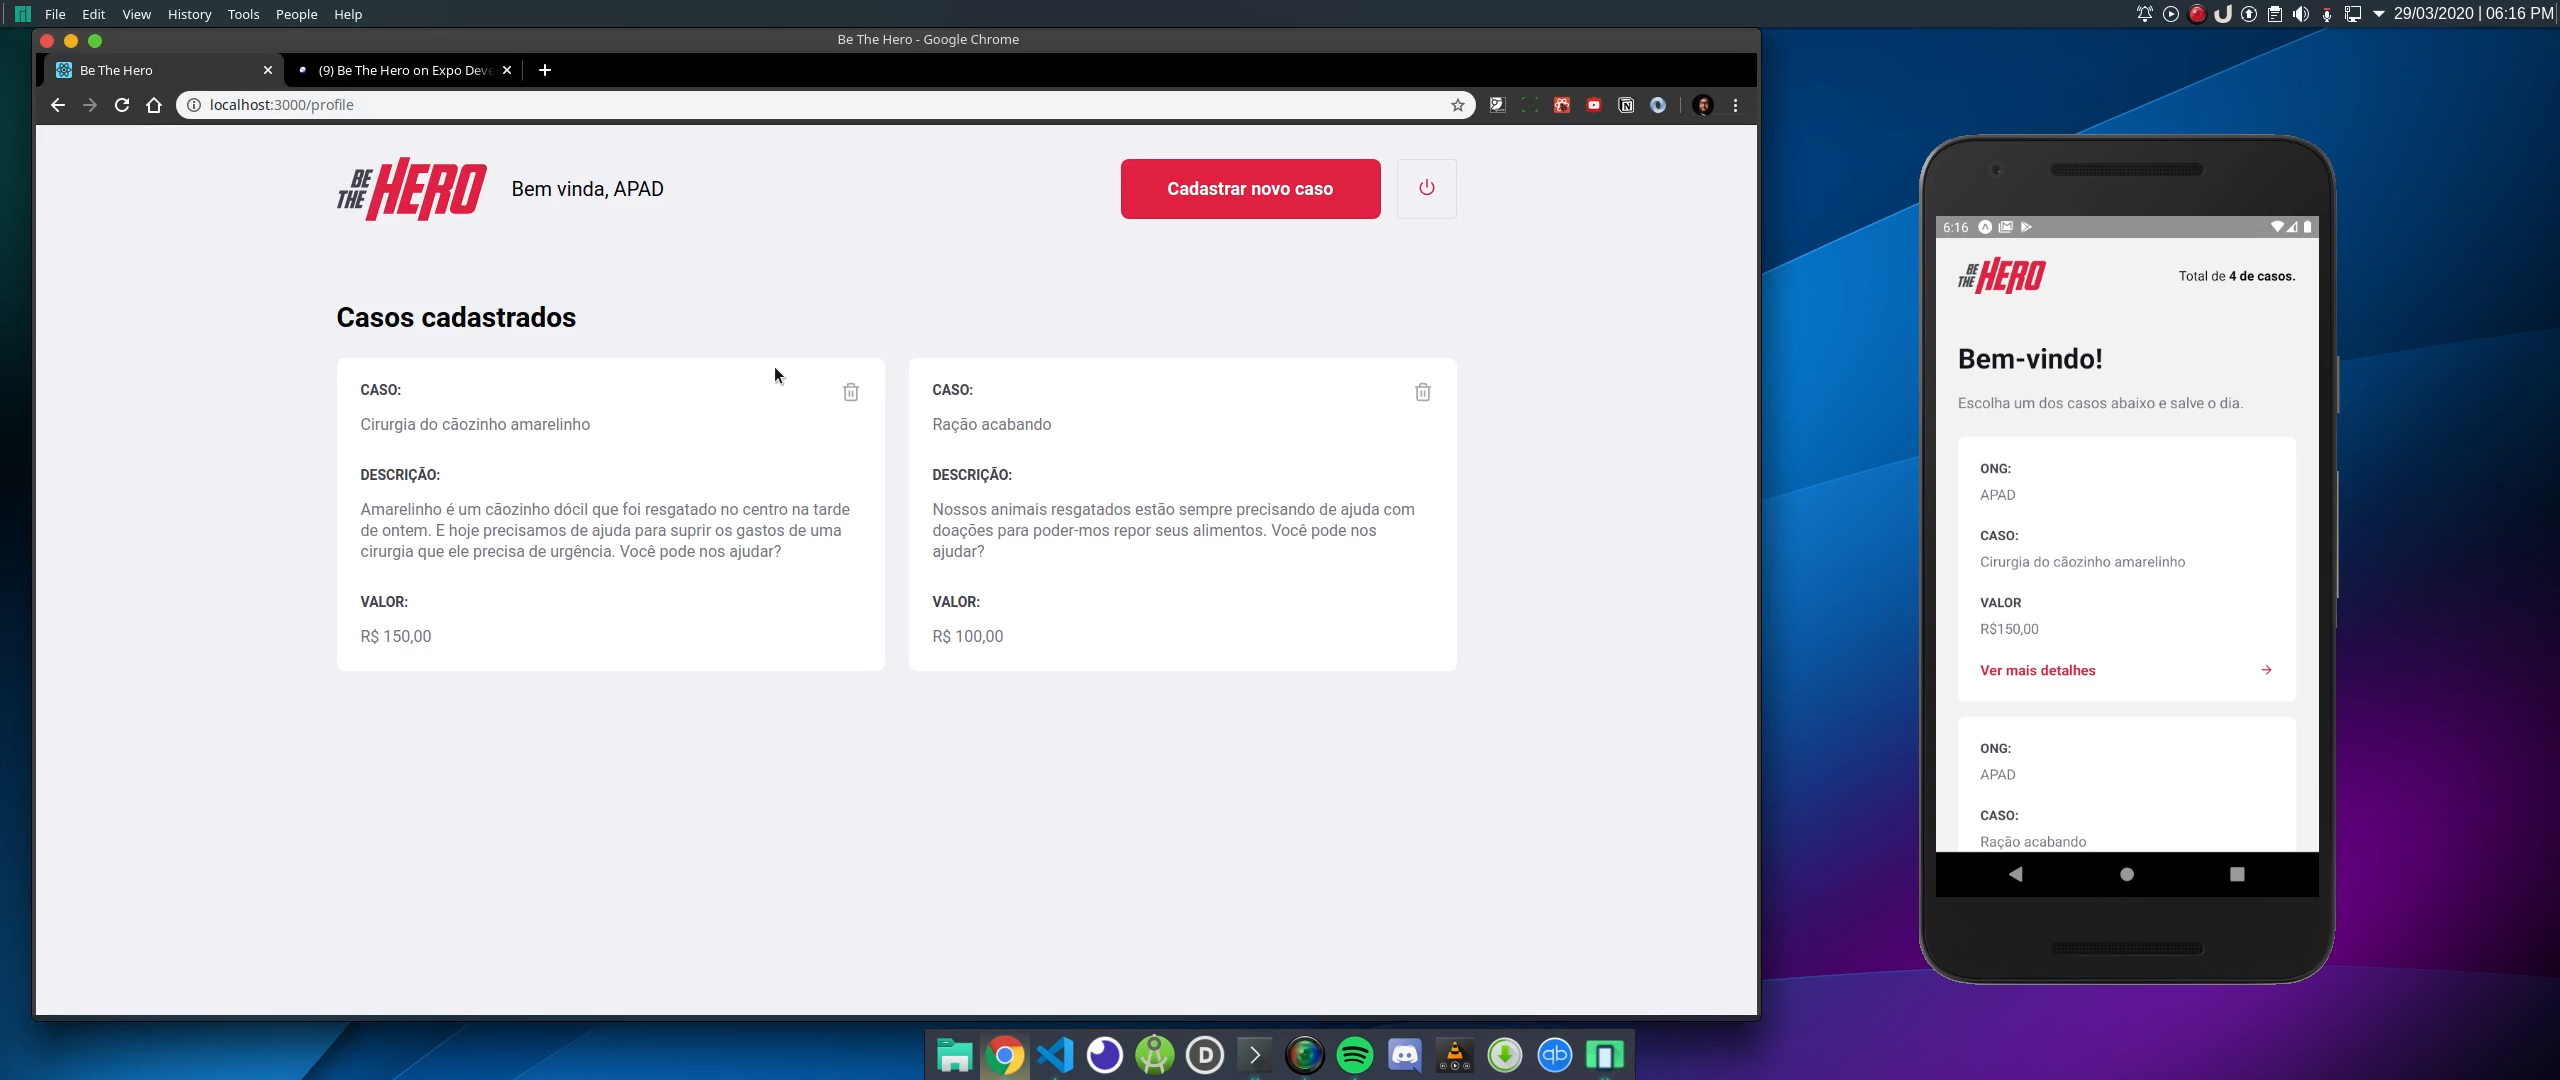 File Edit View History Tools People Help
29/03/2020 | 06:16 PM
Be The Hero - Google Chrome
Be The Hero
(9) Be The Hero on Expo Deve
localhost:3000/profile
BE THE HERO
Bem vinda, APAD
Cadastrar novo caso
Casos cadastrados
CASO:
Cirurgia do cãozinho amarelinho
DESCRIÇÃO:
Amarelinho é um cãozinho dócil que foi resgatado no centro na tarde
de ontem. E hoje precisamos de ajuda para suprir os gastos de uma
cirurgia que ele precisa de urgência. Você pode nos ajudar?
VALOR:
R$ 150,00
CASO:
Ração acabando
DESCRIÇÃO:
Nossos animais resgatados estão sempre precisando de ajuda com
doações para poder-mos repor seus alimentos. Você pode nos
ajudar?
VALOR:
R$ 100,00
6:16
BE THE HERO
Total de 4 de casos.
Bem-vindo!
Escolha um dos casos abaixo e salve o dia.
ONG:
APAD
CASO:
Cirurgia do cãozinho amarelinho
VALOR
R$150,00
Ver mais detalhes
ONG:
APAD
CASO:
Ração acabando
D
qb